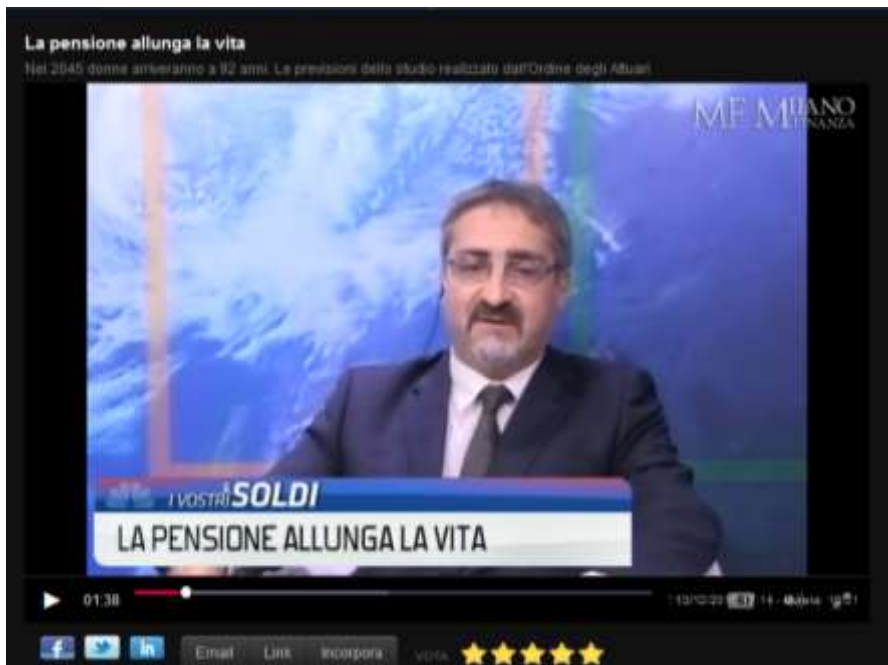 La pensione allunga la vita
Nel 2045 donne arriveranno a 92 anni. Le previsioni dello studio realizzato dall'Ordine degli Attuari
MF MILANO FINANZA
I VOSTRI SOLDI
LA PENSIONE ALLUNGA LA VITA
01:38
Email Link Incorpora VOTA